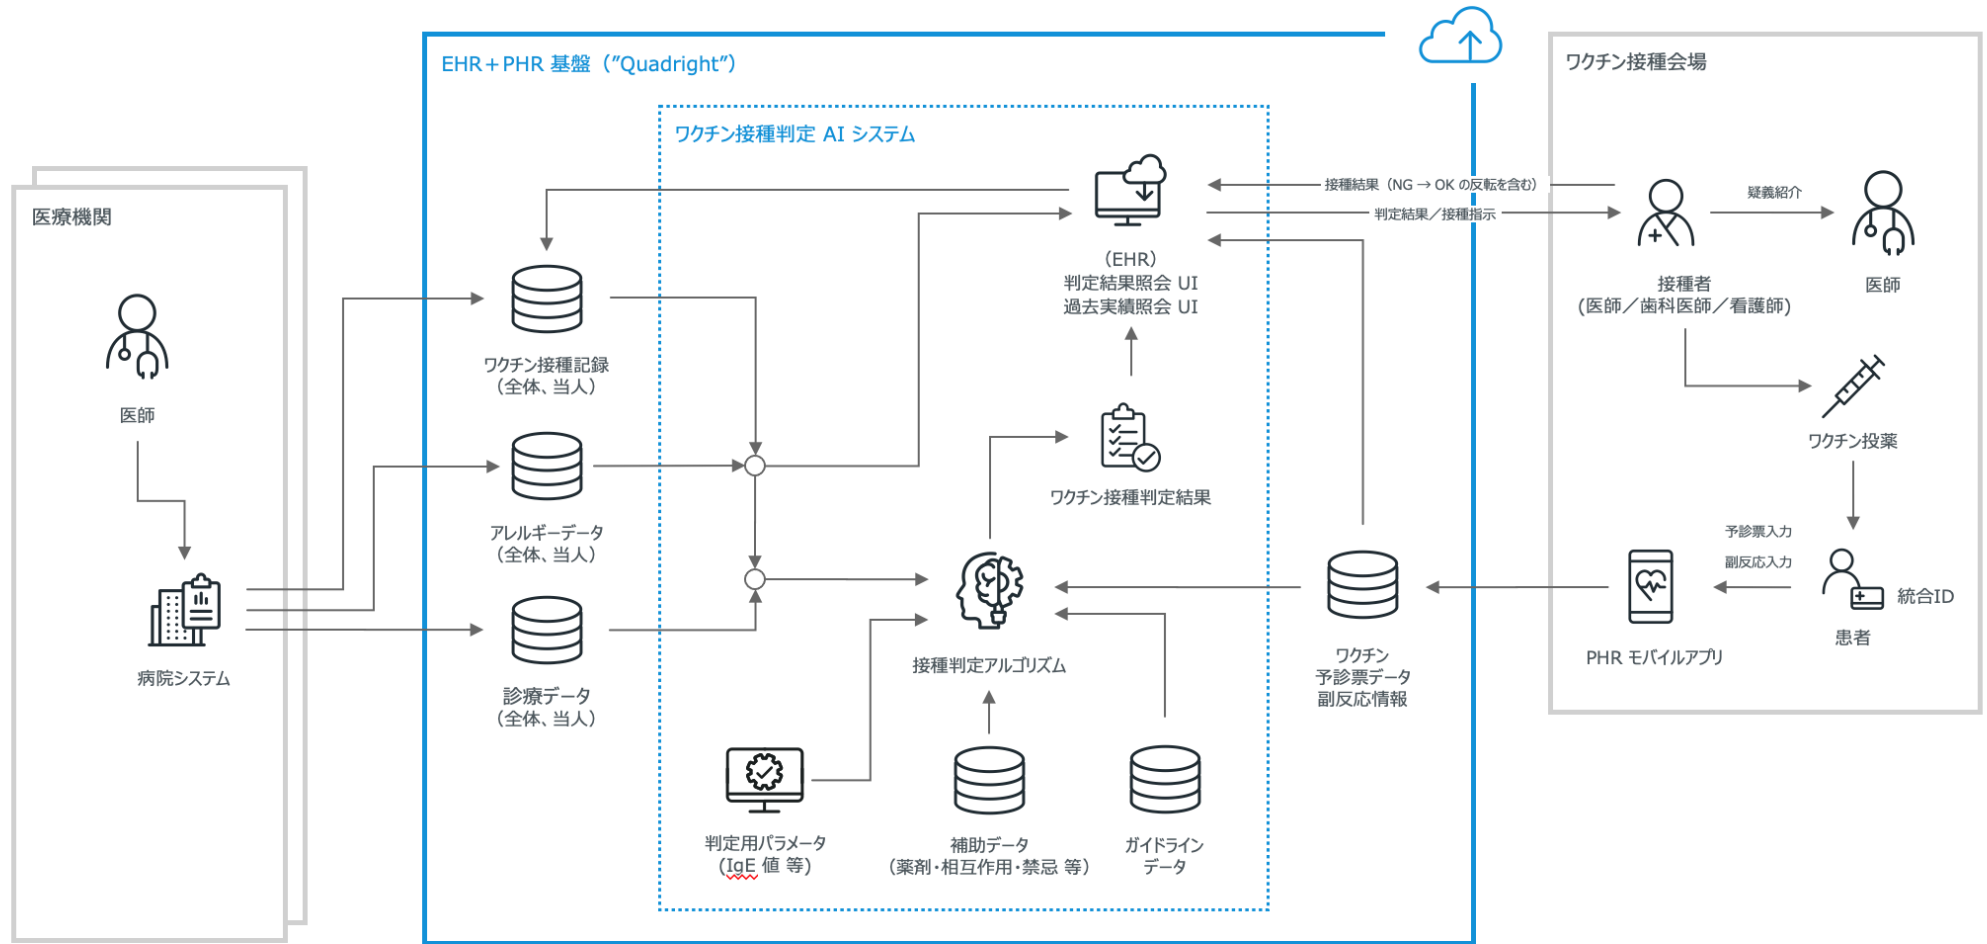 EHR+PHR 基盤（”Quadright”）
ワクチン接種会場
ワクチン接種判定 AI システム
医療機関
医師
病院システム
ワクチン接種記録
（全体、当人）
アレルギーデータ
（全体、当人）
診療データ
（全体、当人）
（EHR）
判定結果照会 UI
過去実績照会 UI
ワクチン接種判定結果
接種判定アルゴリズム
判定用パラメータ
(IgE 値 等)
補助データ
（薬剤・相互作用・禁忌 等）
ガイドライン
データ
ワクチン
予診票データ
副反応情報
接種結果（NG → OK の反転を含む）
判定結果／接種指示
疑義紹介
接種者
(医師／歯科医師／看護師)
医師
ワクチン投薬
予診票入力
副反応入力
統合ID
患者
PHR モバイルアプリ